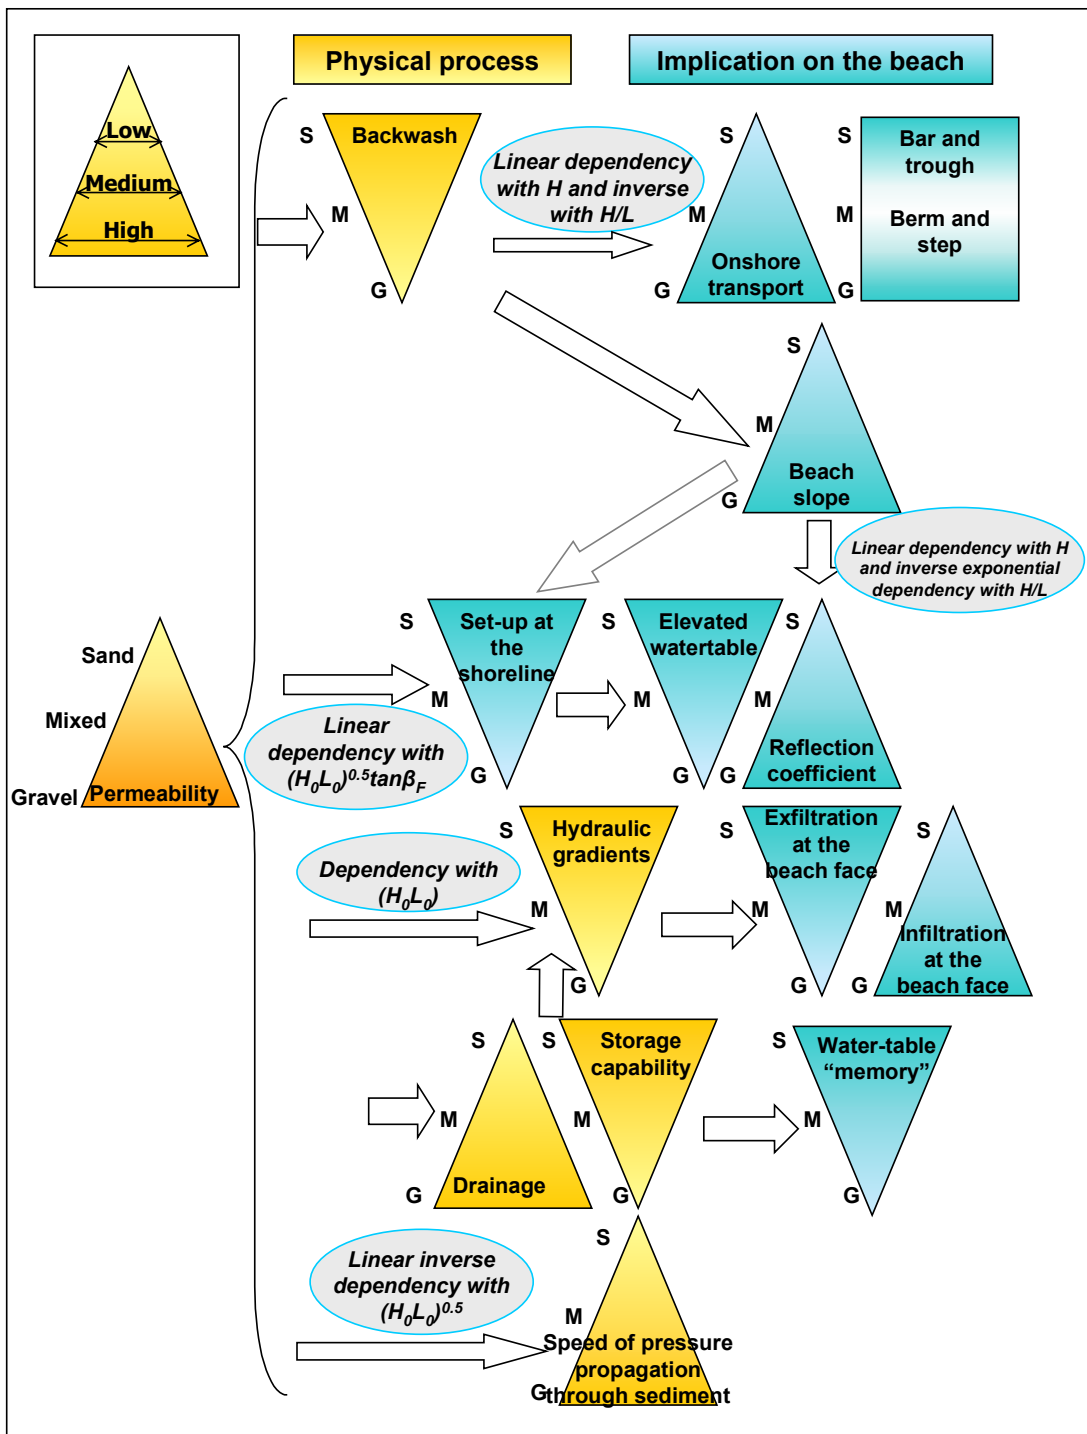 Physical process
Implication on the beach
Low
Medium
High
S
Backwash
M
G
Linear dependency
with H and inverse
with H/L
S
M
G
Onshore
transport
S
M
G
Bar and
trough
Berm and
step
S
M
G
Beach
slope
Linear dependency with H
and inverse exponential
dependency with H/L
Sand
Mixed
Gravel
Permeability
S
Set-up at
the
shoreline
M
G
Linear
dependency with
(H₀L₀)^0.5 tanβ_F
S
Elevated
watertable
M
G
S
M
G
Reflection
coefficient
Dependency with
(H₀L₀)
S
Hydraulic
gradients
M
G
S
Exfiltration
at the
beach face
M
G
S
M
G
Infiltration
at the
beach face
S
M
G
Drainage
S
Storage
capability
M
G
S
Water-table
“memory”
M
G
Linear inverse
dependency with
(H₀L₀)^0.5
S
M
G
Speed of pressure
propagation
through sediment